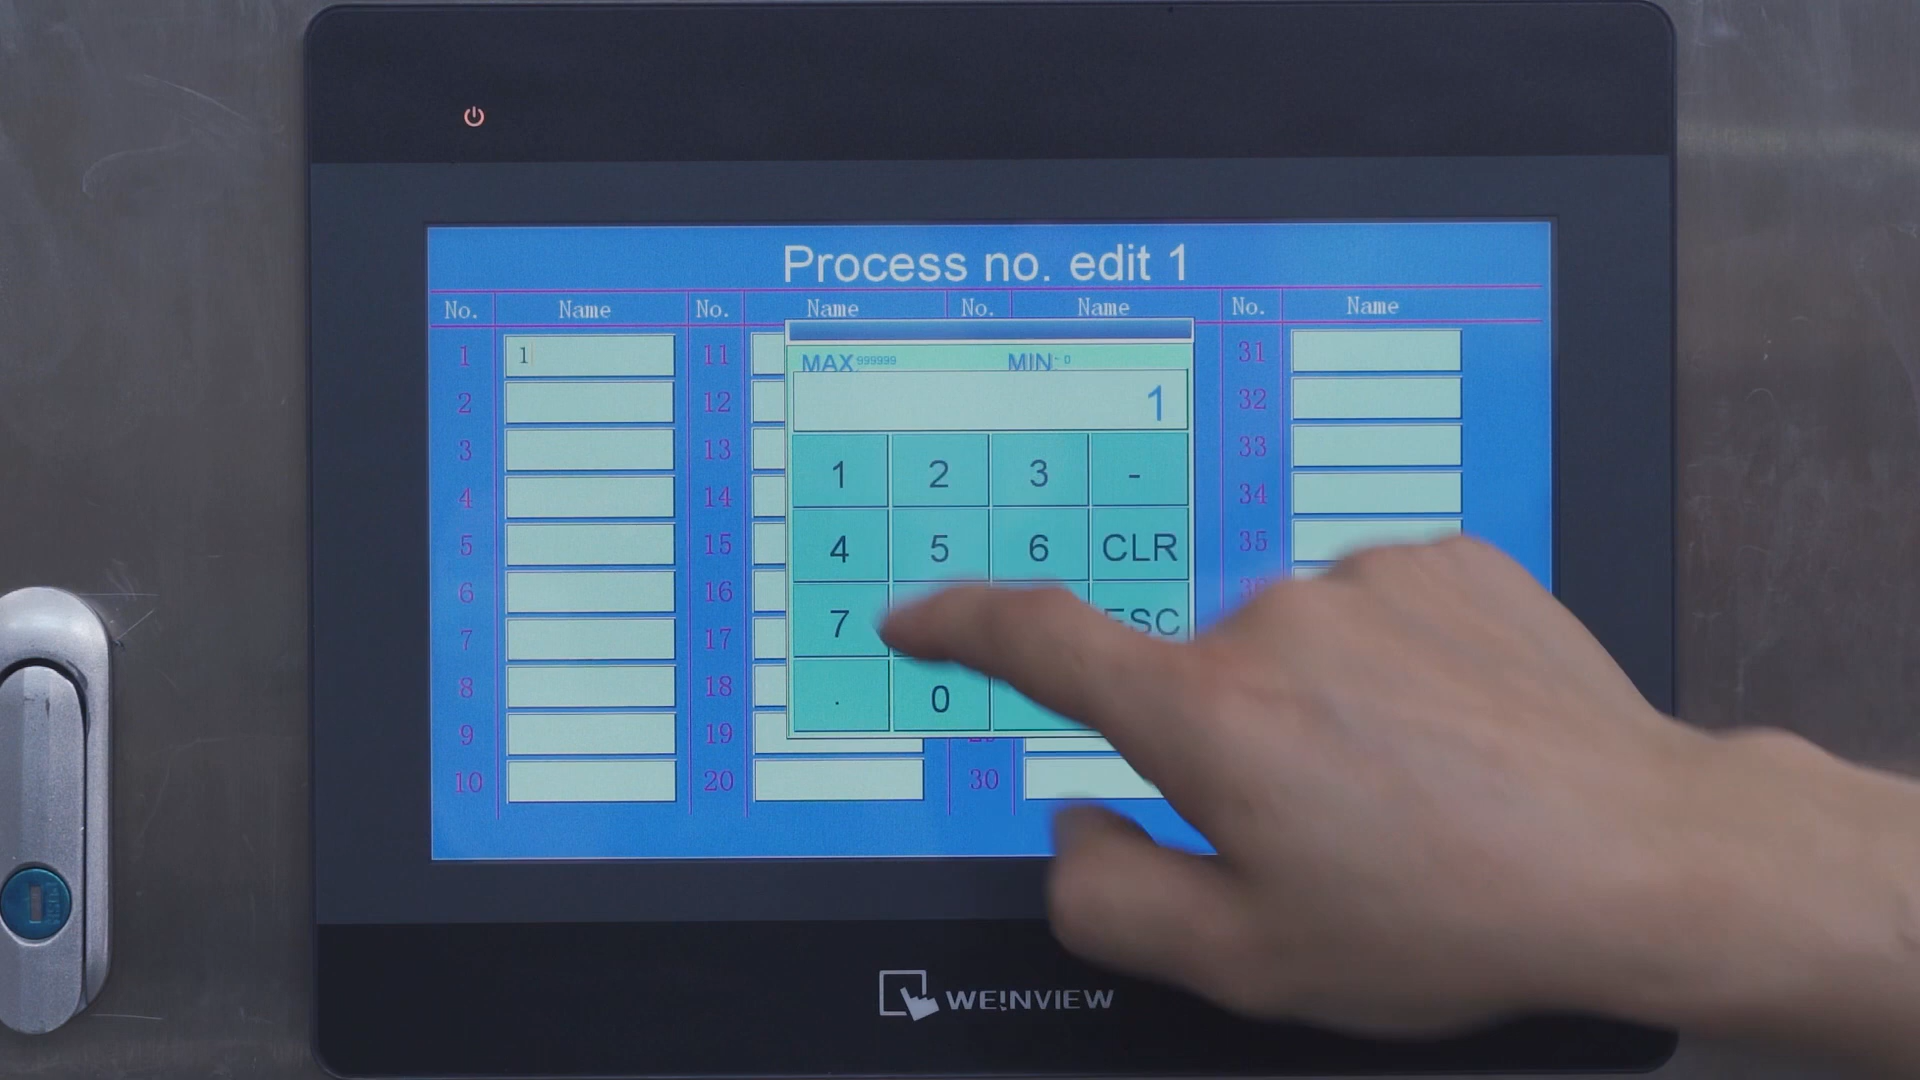 Process no. edit 1
No. Name No. Name No. Name No. Name
1 1 11 31
MAX: 999999 MIN: 0
1
2 12 32
3 13 33
1 2 3 -
4 14 34
5 15 35
4 5 6 CLR
6 16
7 17
7 ESC
8 18
. 0
9 19
10 20 30
WEINVIEW